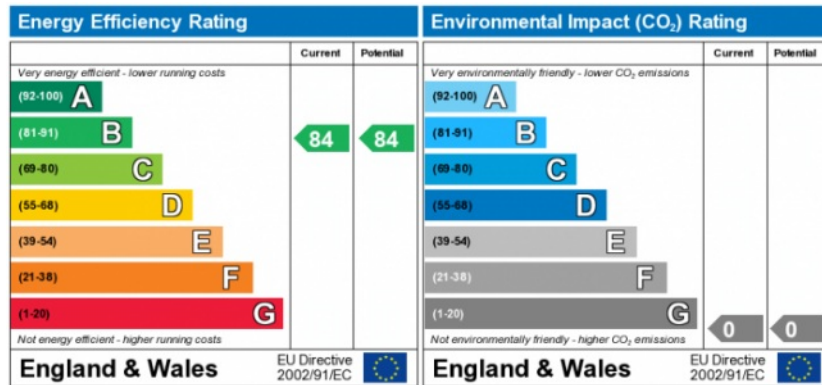 Energy Efficiency Rating
Current Potential
Very energy efficient - lower running costs
(92-100) A
(81-91) B
84 84
(69-80) C
(55-68) D
(39-54) E
(21-38) F
(1-20) G
Not energy efficient - higher running costs
England & Wales
EU Directive
2002/91/EC
Environmental Impact (CO₂) Rating
Current Potential
Very environmentally friendly - lower CO₂ emissions
(92-100) A
(81-91) B
(69-80) C
(55-68) D
(39-54) E
(21-38) F
(1-20) G
0 0
Not environmentally friendly - higher CO₂ emissions
England & Wales
EU Directive
2002/91/EC